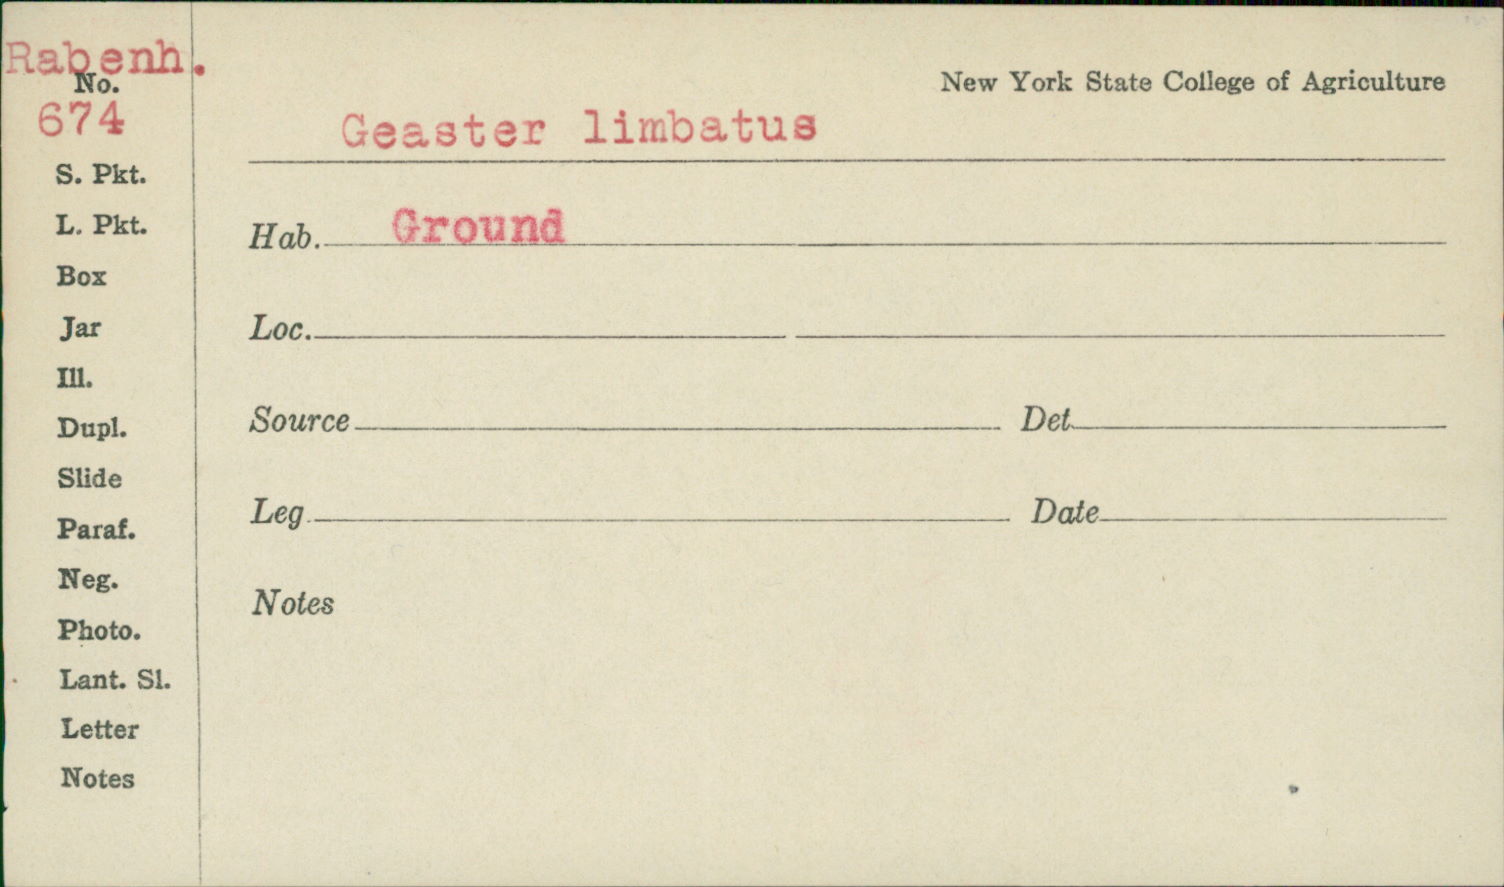 Rabenh.
No.
674
S. Pkt.
L. Pkt.
Box
Jar
Ill.
Dupl.
Slide
Paraf.
Neg.
Photo.
Lant. Sl.
Letter
Notes
New York State College of Agriculture
Geaster limbatus
Hab. Ground
Loc.
Source Det.
Leg. Date
Notes